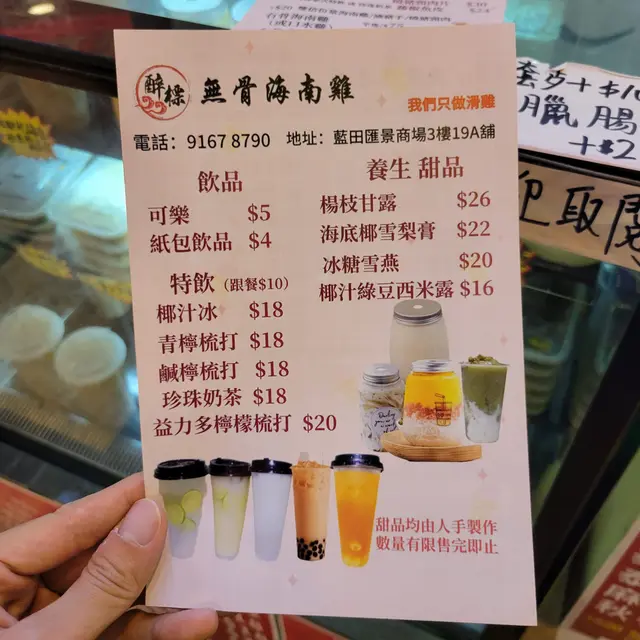 醉檺
無骨海南雞
我們只做滑雞
電話：9167 8790 地址：藍田匯景商場3樓19A舖
飲品
可樂 $5
紙包飲品 $4
特飲（跟餐$10）
椰汁冰 $18
青檸梳打 $18
鹹檸梳打 $18
珍珠奶茶 $18
益力多檸檬梳打 $20
養生 甜品
楊枝甘露 $26
海底椰雪梨膏 $22
冰糖雪燕 $20
椰汁綠豆西米露 $16
甜品均由人手製作
數量有限售完即止
臘腸
+$2
取